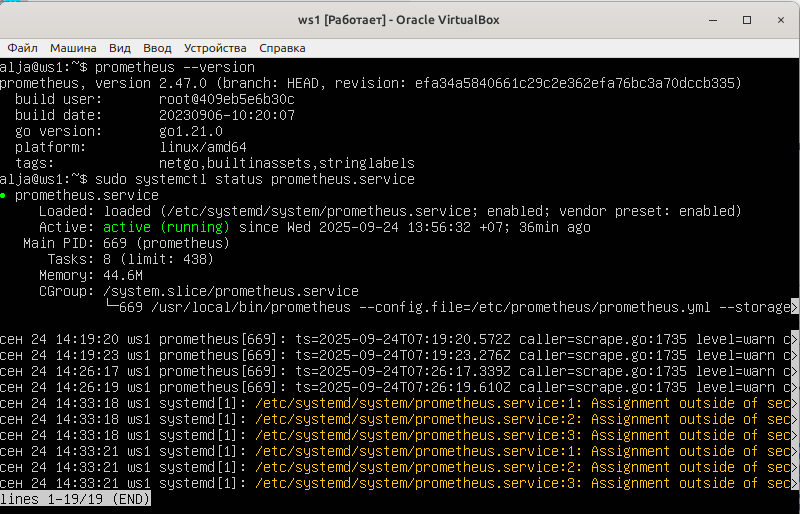 ws1 [Работает] - Oracle VirtualBox
Файл Машина Вид Ввод Устройства Справка
alja@ws1:~$ prometheus --version
prometheus, version 2.47.0 (branch: HEAD, revision: efa34a5840661c29c2e362efa76bc3a70dccb335)
  build user:       root@409eb5e6b30c
  build date:       20230906-10:20:07
  go version:       go1.21.0
  platform:         linux/amd64
  tags:             netgo,builtinassets,stringlabels
alja@ws1:~$ sudo systemctl status prometheus.service
● prometheus.service
     Loaded: loaded (/etc/systemd/system/prometheus.service; enabled; vendor preset: enabled)
     Active: active (running) since Wed 2025-09-24 13:56:32 +07; 36min ago
   Main PID: 669 (prometheus)
      Tasks: 8 (limit: 438)
     Memory: 44.6M
     CGroup: /system.slice/prometheus.service
             └─669 /usr/local/bin/prometheus --config.file=/etc/prometheus/prometheus.yml --storage>
сен 24 14:19:20 ws1 prometheus[669]: ts=2025-09-24T07:19:20.572Z caller=scrape.go:1735 level=warn c>
сен 24 14:19:23 ws1 prometheus[669]: ts=2025-09-24T07:19:23.276Z caller=scrape.go:1735 level=warn c>
сен 24 14:26:17 ws1 prometheus[669]: ts=2025-09-24T07:26:17.339Z caller=scrape.go:1735 level=warn c>
сен 24 14:26:19 ws1 prometheus[669]: ts=2025-09-24T07:26:19.610Z caller=scrape.go:1735 level=warn c>
сен 24 14:33:18 ws1 systemd[1]: /etc/systemd/system/prometheus.service:1: Assignment outside of sec>
сен 24 14:33:18 ws1 systemd[1]: /etc/systemd/system/prometheus.service:2: Assignment outside of sec>
сен 24 14:33:18 ws1 systemd[1]: /etc/systemd/system/prometheus.service:3: Assignment outside of sec>
сен 24 14:33:21 ws1 systemd[1]: /etc/systemd/system/prometheus.service:1: Assignment outside of sec>
сен 24 14:33:21 ws1 systemd[1]: /etc/systemd/system/prometheus.service:2: Assignment outside of sec>
сен 24 14:33:21 ws1 systemd[1]: /etc/systemd/system/prometheus.service:3: Assignment outside of sec>
lines 1-19/19 (END)